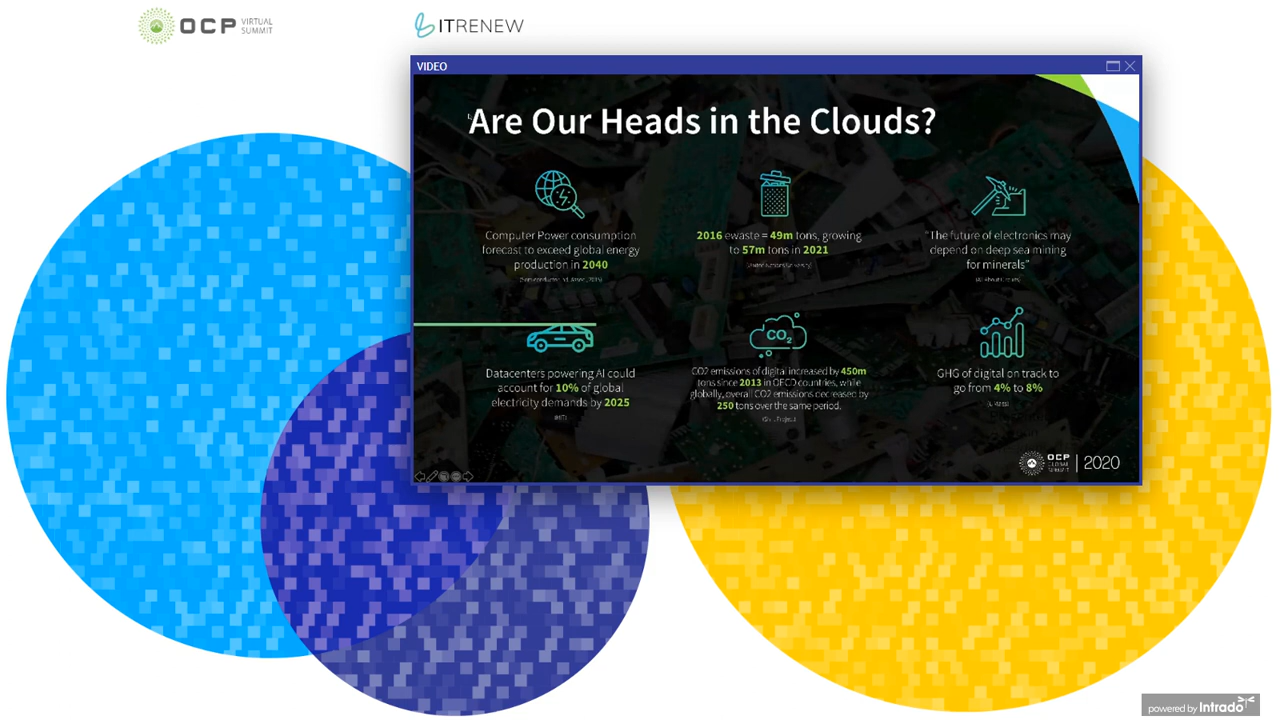 OCP VIRTUAL
SUMMIT
ITRENEW
VIDEO
Are Our Heads in the Clouds?
Computer Power consumption
forecast to exceed global energy
production in 2040
2016 ewaste = 49m tons, growing
to 57m tons in 2021
"The future of electronics may
depend on deep sea mining
for minerals"
Datacenters powering AI could
account for 10% of global
electricity demands by 2025
CO2
CO2 emissions of digital increased by 450m
tons since 2013 in OECD countries, while
globally, overall CO2 emissions decreased by
250 tons over the same period.
GHG of digital on track to
go from 4% to 8%
OCP
GLOBAL
SUMMIT
2020
powered by Intrado